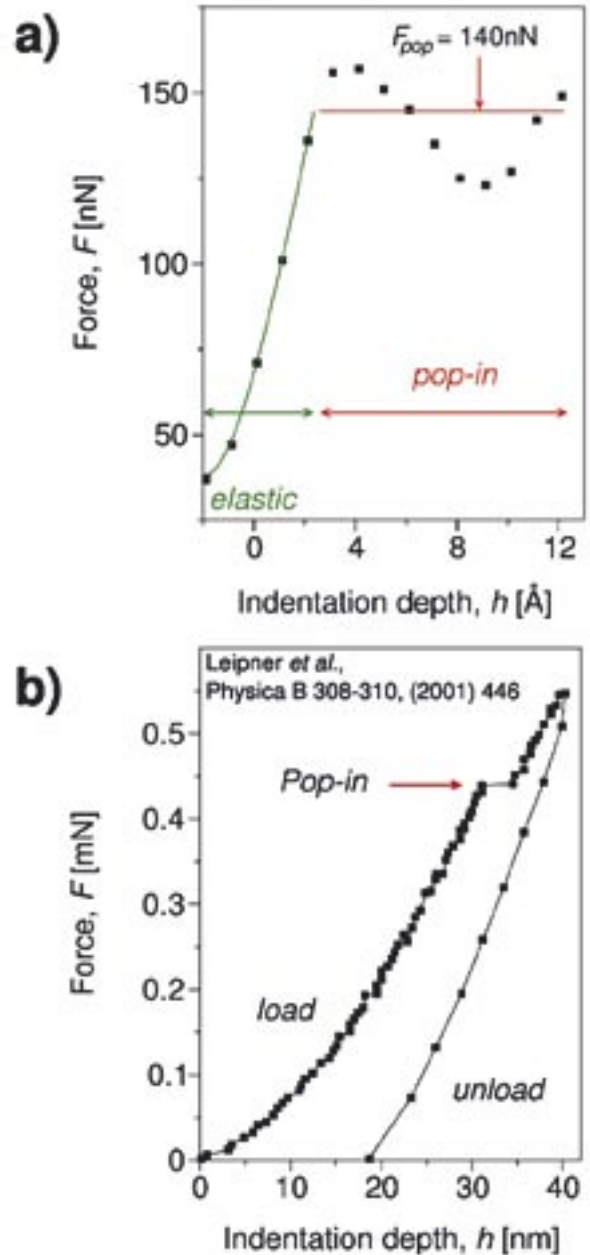 a)
F_pop = 140nN
150
100
50
Force, F [nN]
pop-in
elastic
0 4 8 12
Indentation depth, h [Å]
b)
Leipner et al.,
Physica B 308-310, (2001) 446
Pop-in
load
unload
0.5
0.4
0.3
0.2
0.1
0
Force, F [mN]
0 10 20 30 40
Indentation depth, h [nm]